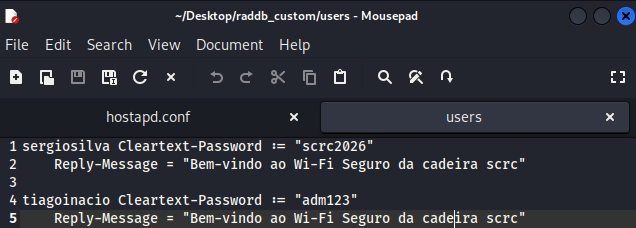 ~/Desktop/raddb_custom/users - Mousepad
File Edit Search View Document Help
hostapd.conf users
1 sergiosilva Cleartext-Password := "scrc2026"
2     Reply-Message = "Bem-vindo ao Wi-Fi Seguro da cadeira scrc"
3
4 tiagoinacio Cleartext-Password := "adm123"
5     Reply-Message = "Bem-vindo ao Wi-Fi Seguro da cadeira scrc"